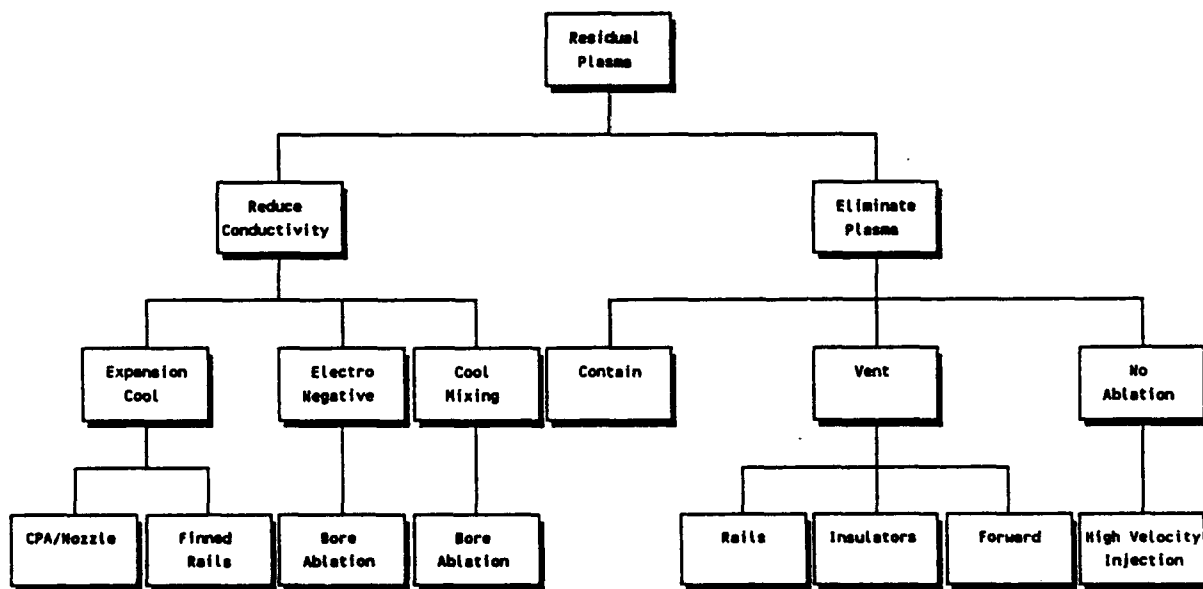 Residual
Plasma
Reduce
Conductivity
Eliminate
Plasma
Expansion
Cool
Electro
Negative
Cool
Mixing
Contain
Vent
No
Ablation
CPA/Nozzle
Finned
Rails
Bore
Ablation
Bore
Ablation
Rails
Insulators
Forward
High Velocity
Injection